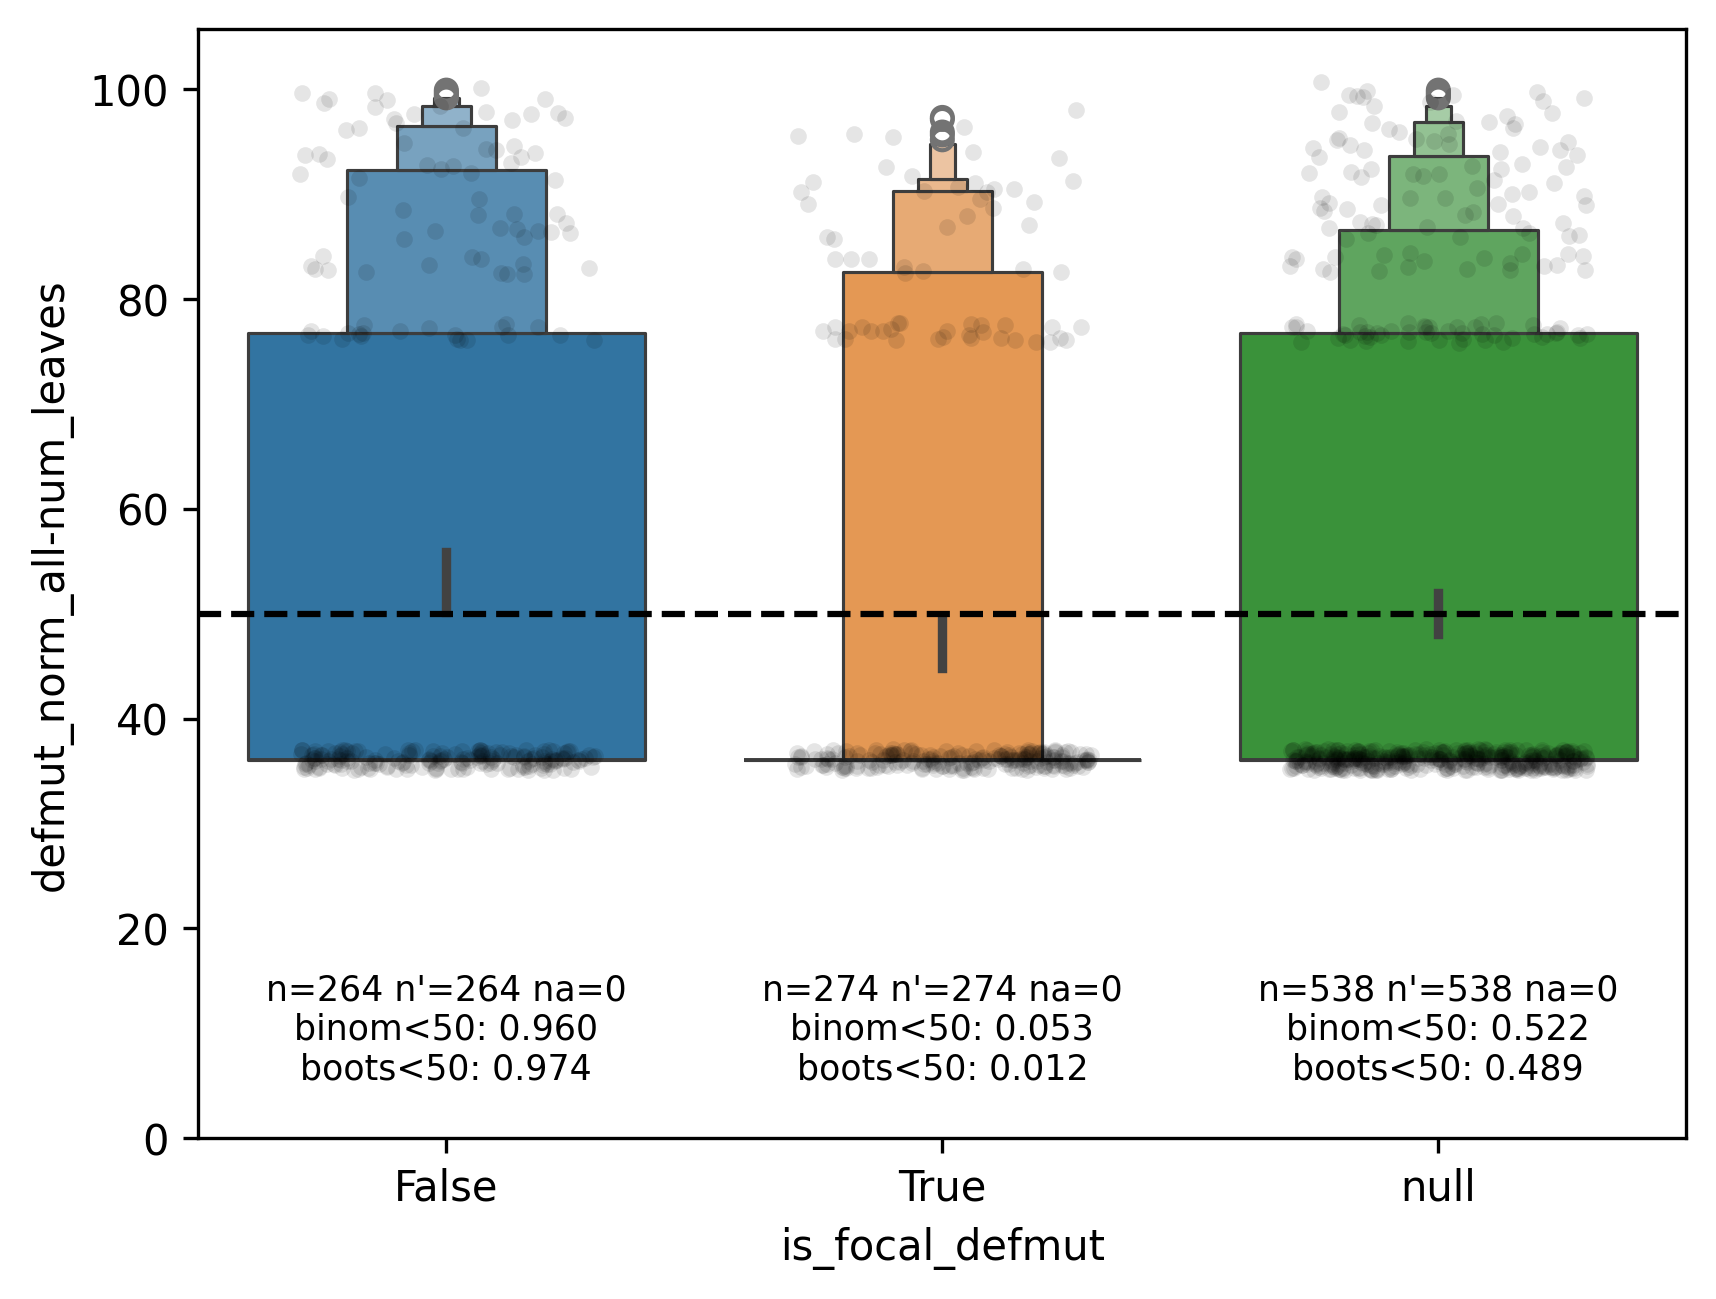 defmut_norm_all-num_leaves
100
80
60
40
20
0
n=264 n'=264 na=0
binom<50: 0.960
boots<50: 0.974
n=274 n'=274 na=0
binom<50: 0.053
boots<50: 0.012
n=538 n'=538 na=0
binom<50: 0.522
boots<50: 0.489
False
True
null
is_focal_defmut